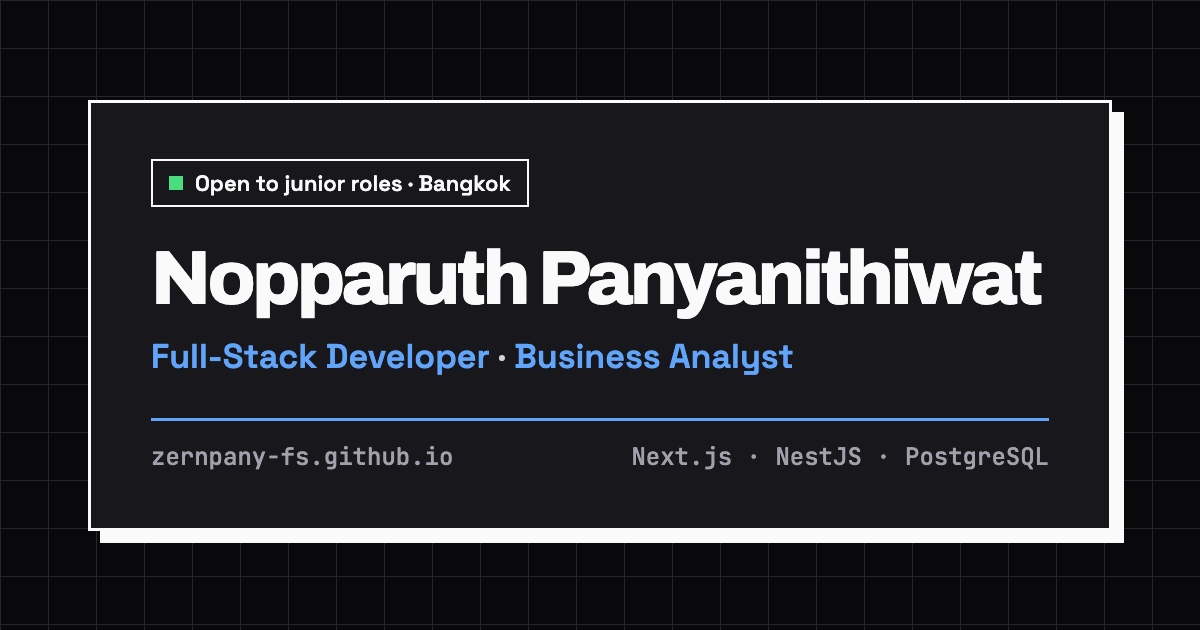 Open to junior roles · Bangkok
Nopparuth Panyanithiwat
Full-Stack Developer · Business Analyst
zernpany-fs.github.io
Next.js · NestJS · PostgreSQL